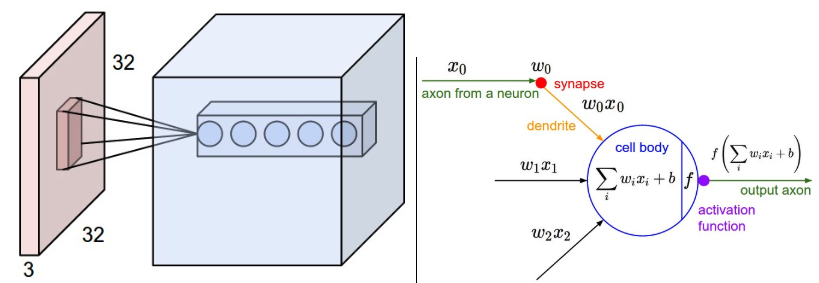 32
32
3
x₀
w₀
synapse
axon from a neuron
w₀x₀
dendrite
cell body
w₁x₁
∑ᵢ wᵢxᵢ + b
f
f(∑ᵢ wᵢxᵢ + b)
output axon
activation
function
w₂x₂